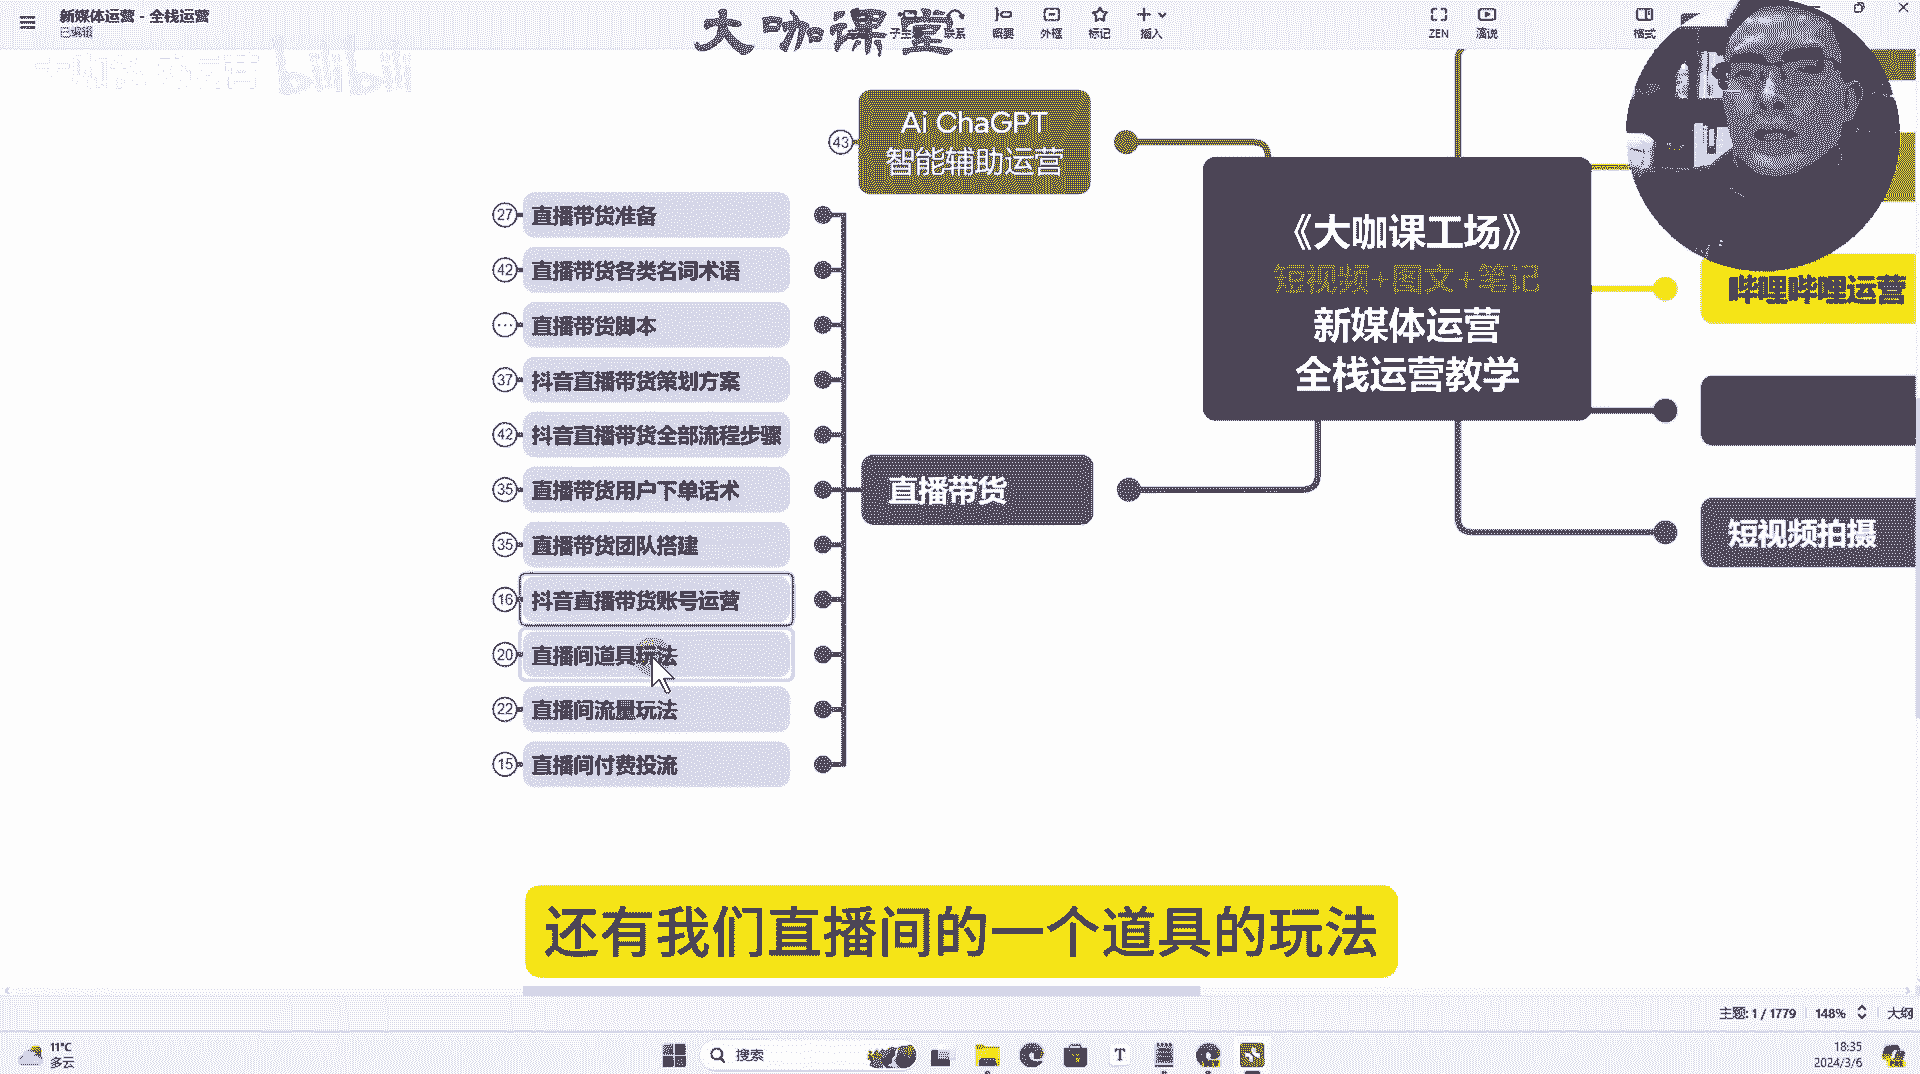 新媒体运营 - 全栈运营
已编辑
大咖课堂
概要
外框
标记
插入
ZEN
演说
格式
bilibili
43
Ai ChaGPT
智能辅助运营
27
直播带货准备
42
直播带货各类名词术语
直播带货脚本
37
抖音直播带货策划方案
42
抖音直播带货全部流程步骤
35
直播带货用户下单话术
35
直播带货团队搭建
16
抖音直播带货账号运营
20
直播间道具玩法
22
直播间流量玩法
15
直播间付费投流
直播带货
《大咖课工场》
短视频+图文+笔记
新媒体运营
全栈运营教学
哔哩哔哩运营
短视频拍摄
还有我们直播间的一个道具的玩法
主题: 1 / 1779
148%
大纲
11°C
多云
搜索
18:35
2024/3/6